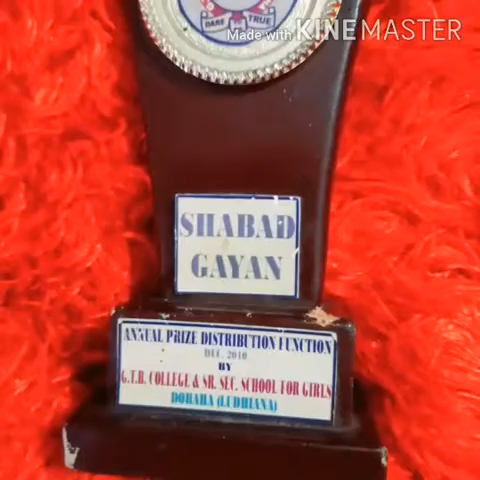 DARE TRUE
Made with KINEMASTER
SHABAD
GAYAN
ANNUAL PRIZE DISTRIBUTION FUNCTION
DEC. 2010
BY
G.T.B. COLLEGE & SR. SEC. SCHOOL FOR GIRLS
DORAHA (LUDHIANA)